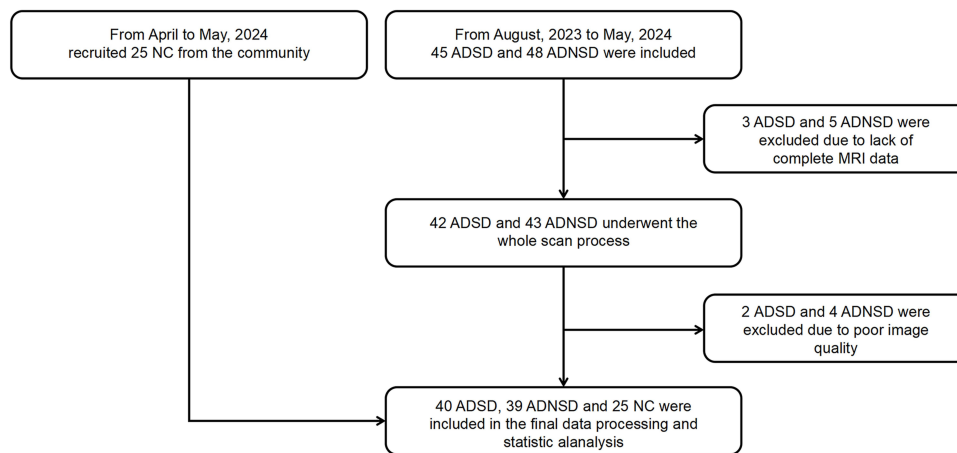 From April to May, 2024
recruited 25 NC from the community
From August, 2023 to May, 2024
45 ADSD and 48 ADNSD were included
3 ADSD and 5 ADNSD were
excluded due to lack of
complete MRI data
42 ADSD and 43 ADNSD underwent the
whole scan process
2 ADSD and 4 ADNSD were
excluded due to poor image
quality
40 ADSD, 39 ADNSD and 25 NC were
included in the final data processing and
statistic alanalysis